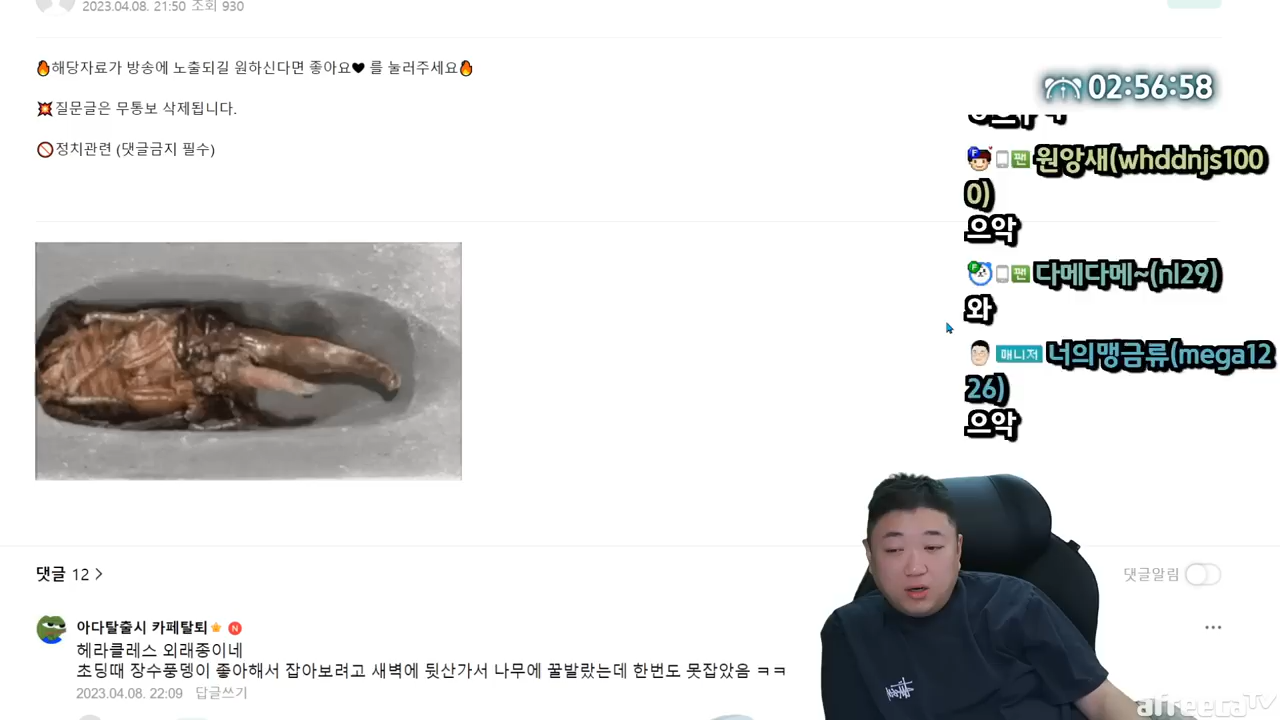 2023.04.08. 21:50 조회 930
🔥해당자료가 방송에 노출되길 원하신다면 좋아요🖤 를 눌러주세요🔥
💥질문글은 무통보 삭제됩니다.
🚫정치관련 (댓글금지 필수)
02:56:58
팬 원앙새(whddnjs100
0)
으악
팬 다메다메~(nl29)
와
매니저 너의맹금류(mega12
26)
으악
댓글 12 >
댓글알림
아다탈출시 카페탈퇴 N
헤라클레스 외래종이네
초딩때 장수풍뎅이 좋아해서 잡아보려고 새벽에 뒷산가서 나무에 꿀발랐는데 한번도 못잡았음 ㅋㅋ
2023.04.08. 22:09 답글쓰기
afreecaTV